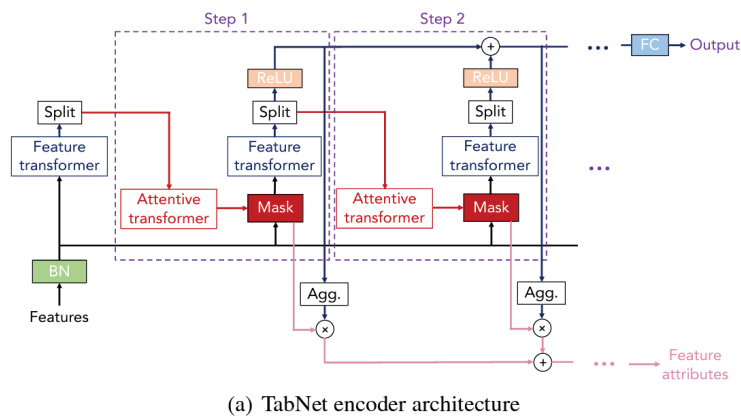 Step 1
Step 2
FC
Output
ReLU
ReLU
Split
Split
Split
Feature
transformer
Feature
transformer
Feature
transformer
Attentive
transformer
Mask
Attentive
transformer
Mask
BN
Features
Agg.
Agg.
Feature
attributes
(a) TabNet encoder architecture